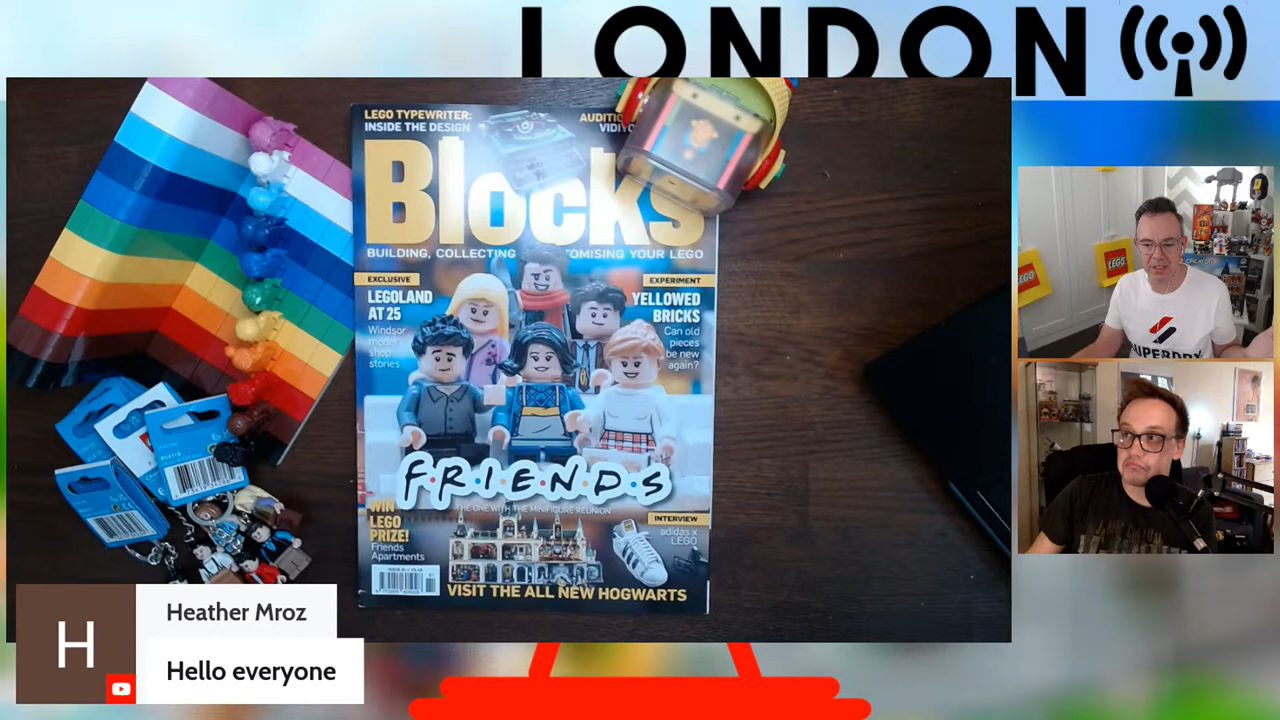 LONDON
LEGO TYPEWRITER:
INSIDE THE DESIGN
Blocks
BUILDING, COLLECTING
YOUR LEGO
EXCLUSIVE
LEGOLAND
AT 25
Windsor
model
shop
stories
EXPERIMENT
YELLOWED
BRICKS
Can old
pieces
be new
again?
F·R·I·E·N·D·S
THE ONE WITH THE MINIFIGURE REUNION
WIN
LEGO
PRIZE!
Friends
Apartments
INTERVIEW
adidas x
LEGO
VISIT THE ALL NEW HOGWARTS
LEGO
LEGO
SUPERDRY
H
Heather Mroz
Hello everyone